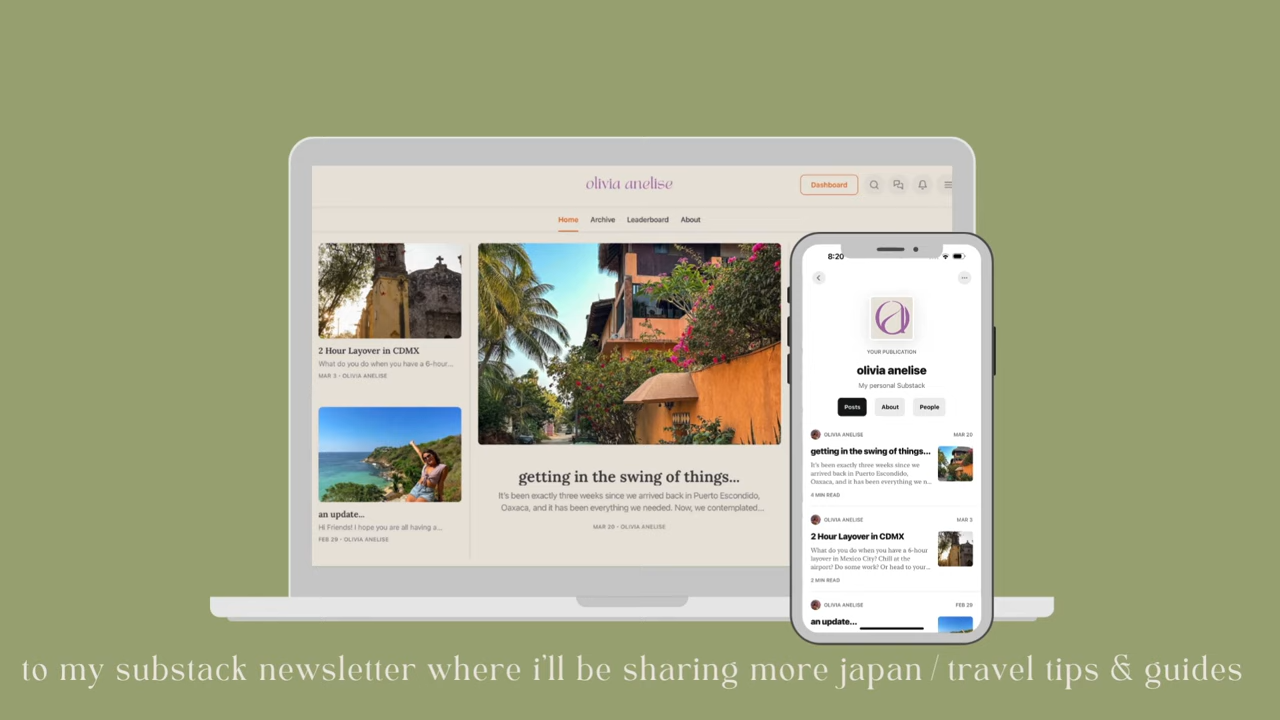 olivia anelise
Dashboard
Home Archive Leaderboard About
2 Hour Layover in CDMX
What do you do when you have a 6-hour...
MAR 3 • OLIVIA ANELISE
an update...
Hi Friends! I hope you are all having a...
FEB 29 • OLIVIA ANELISE
getting in the swing of things...
It's been exactly three weeks since we arrived back in Puerto Escondido,
Oaxaca, and it has been everything we needed. Now, we contemplated...
MAR 20 • OLIVIA ANELISE
8:20
YOUR PUBLICATION
olivia anelise
My personal Substack
Posts About People
OLIVIA ANELISE MAR 20
getting in the swing of things...
It's been exactly three weeks since we
arrived back in Puerto Escondido,
Oaxaca, and it has been everything we n...
4 MIN READ
OLIVIA ANELISE MAR 3
2 Hour Layover in CDMX
What do you do when you have a 6-hour
layover in Mexico City? Chill at the
airport? Do some work! Or head to your...
2 MIN READ
OLIVIA ANELISE FEB 29
an update...
to my substack newsletter where i'll be sharing more japan / travel tips & guides